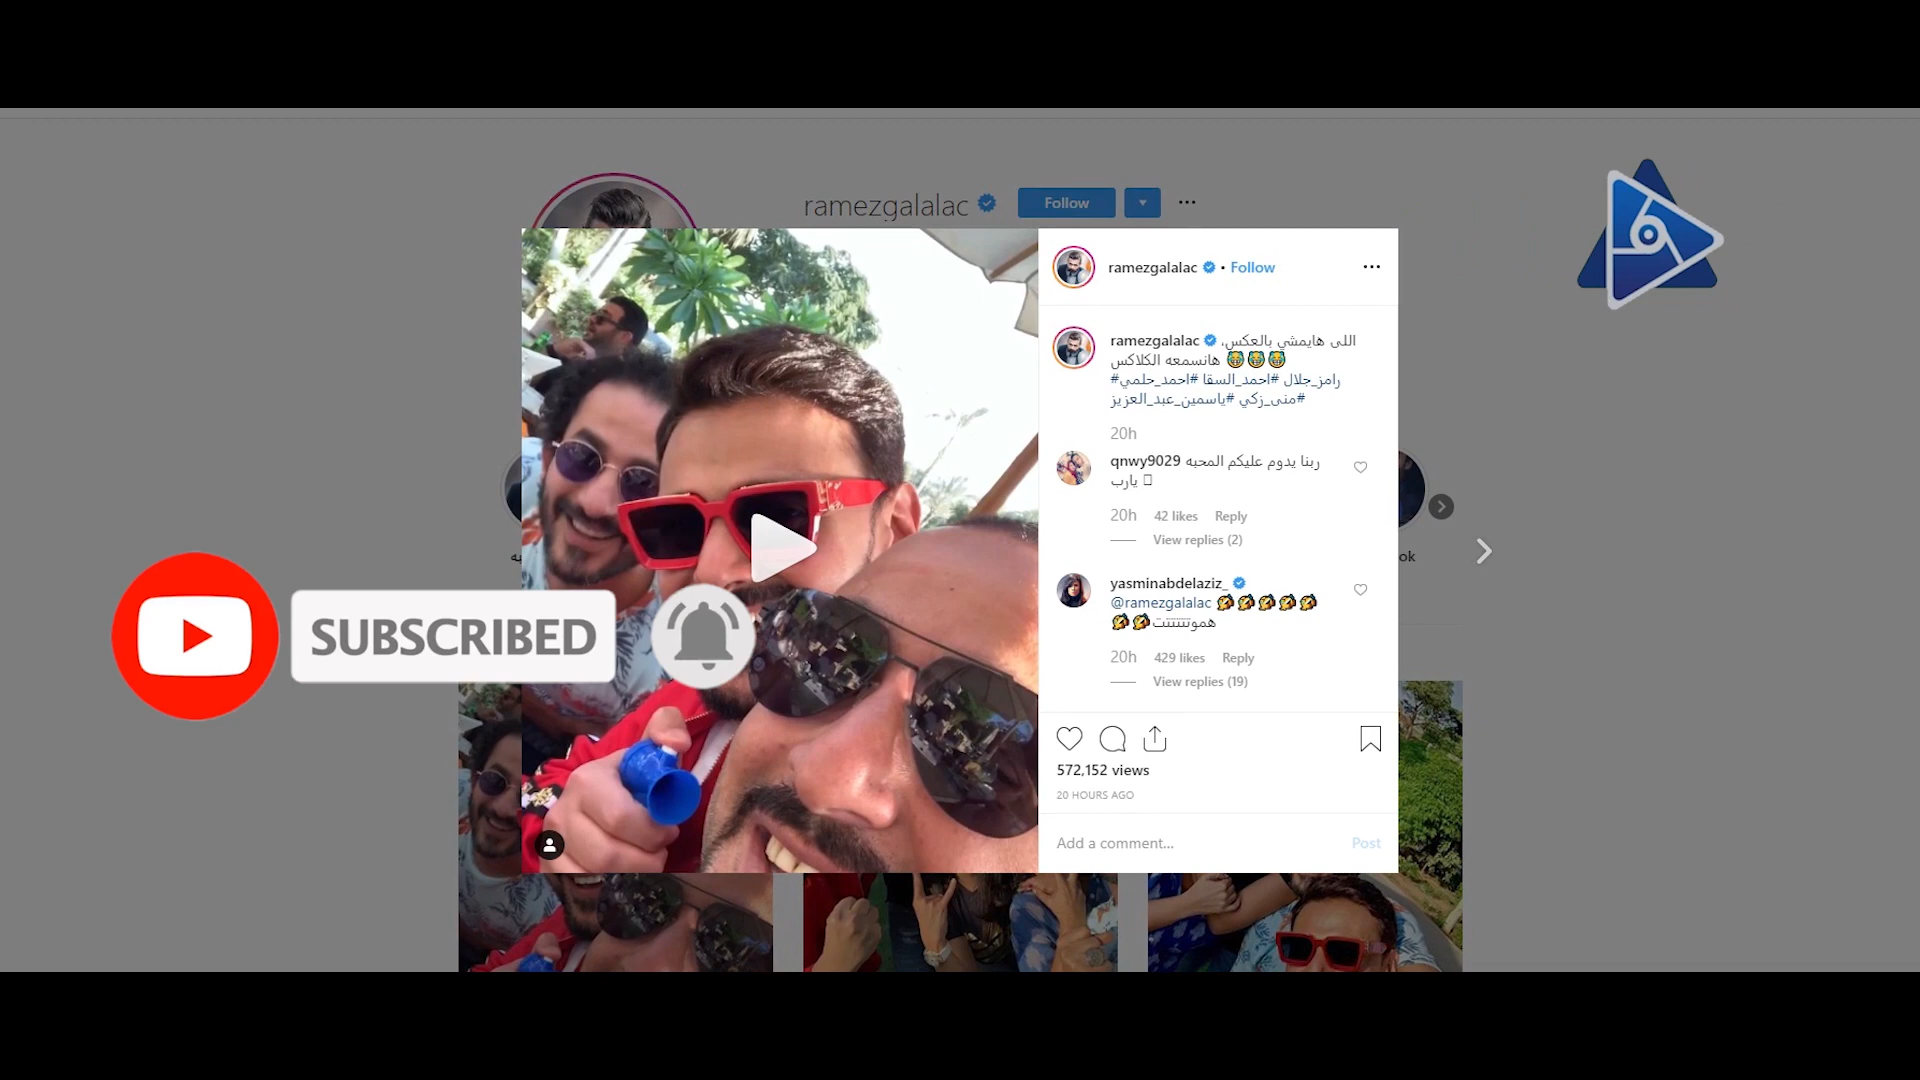 ramezgalalac
Follow
ramezgalalac • Follow
ramezgalalac اللى هايمشي بالعكس،
هانسمعه الكلاكس 😹😹😹
#رامز_جلال #احمد_السقا #احمد_حلمي
#منى_زكي #ياسمين_عبد_العزيز
20h
qnwy9029 ربنا يدوم عليكم المحبه
يارب
20h 42 likes Reply
View replies (2)
yasminabdelaziz_
@ramezgalalac 🤣🤣🤣🤣🤣
🤣🤣هموتتتتتت
20h 429 likes Reply
View replies (19)
572,152 views
20 HOURS AGO
Add a comment... Post
SUBSCRIBED
ok